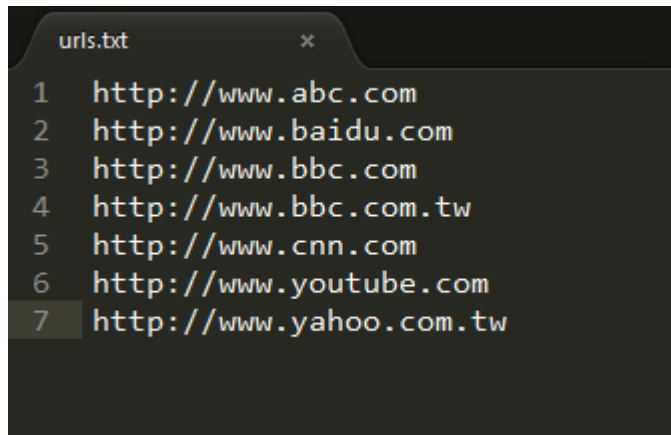 urls.txt ×
1 http://www.abc.com
2 http://www.baidu.com
3 http://www.bbc.com
4 http://www.bbc.com.tw
5 http://www.cnn.com
6 http://www.youtube.com
7 http://www.yahoo.com.tw